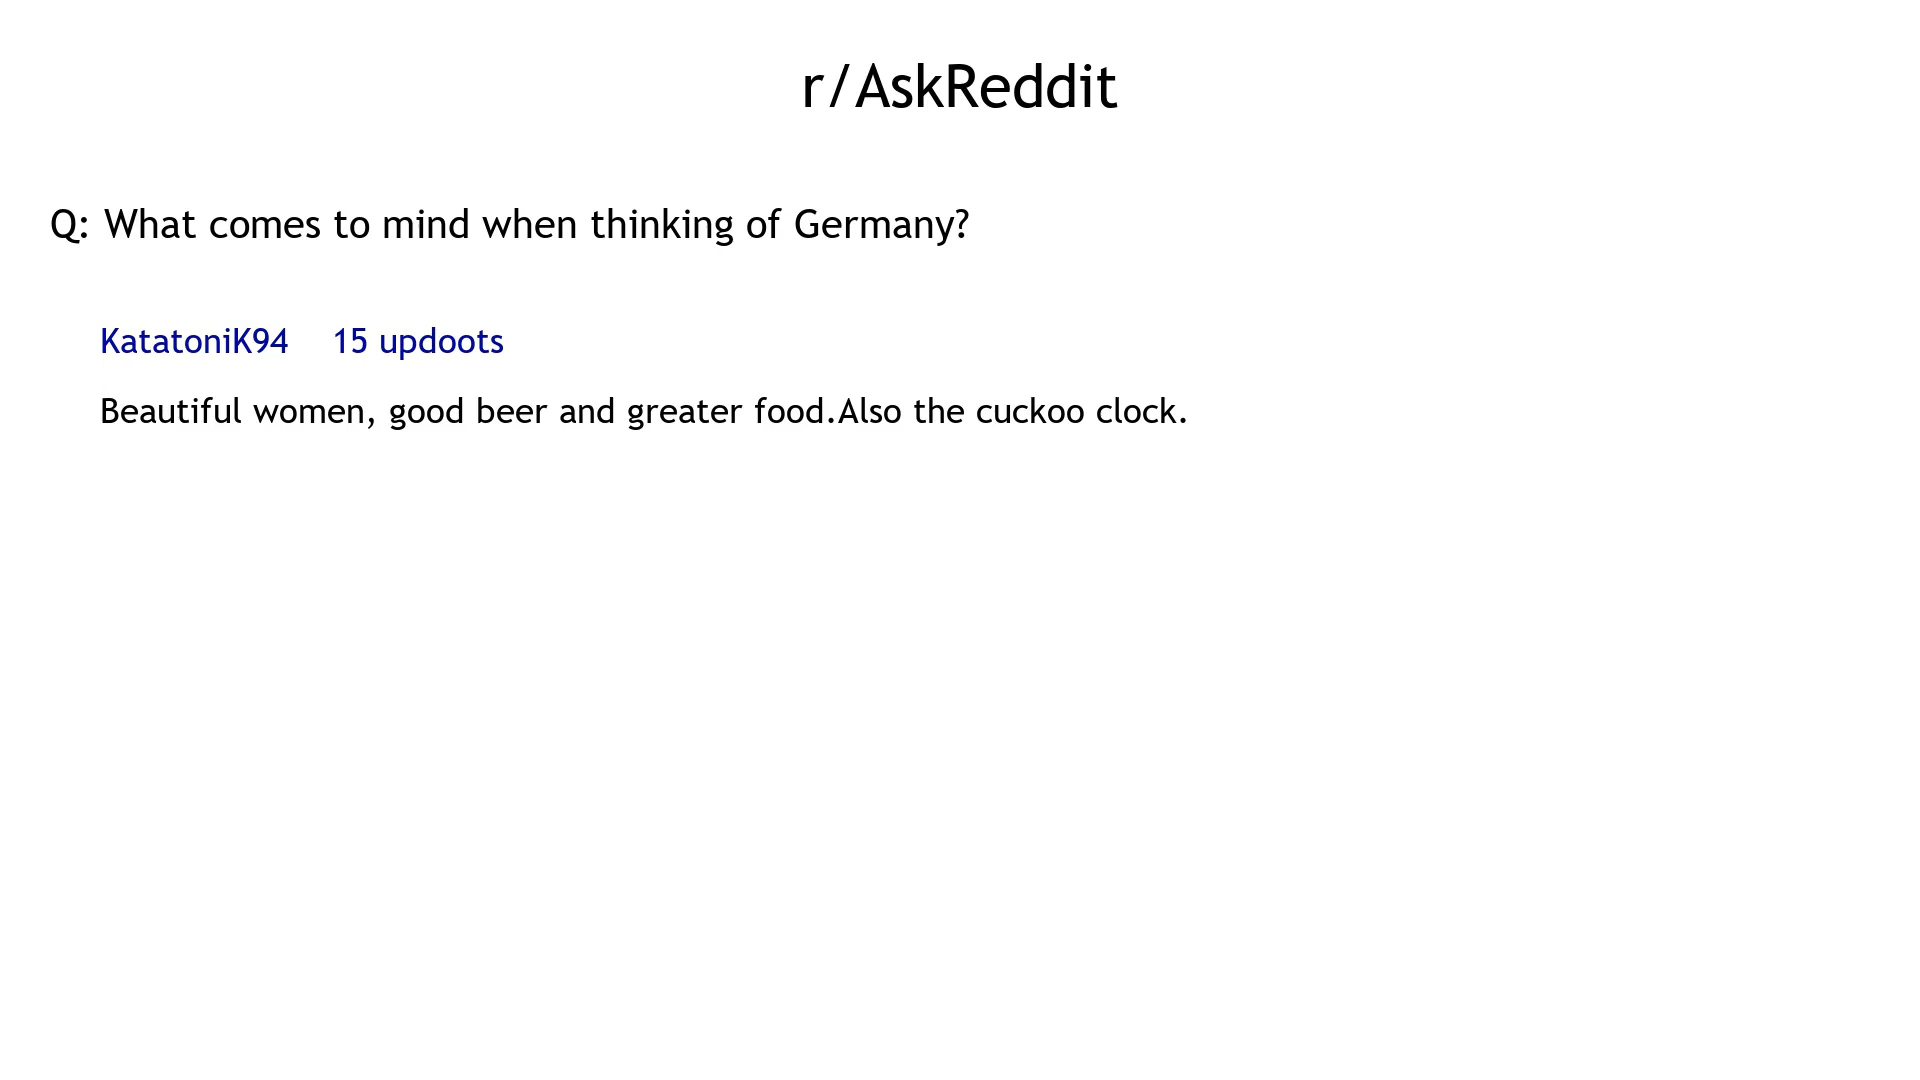 r/AskReddit
Q: What comes to mind when thinking of Germany?
KatatoniK94 15 updoots
Beautiful women, good beer and greater food.Also the cuckoo clock.